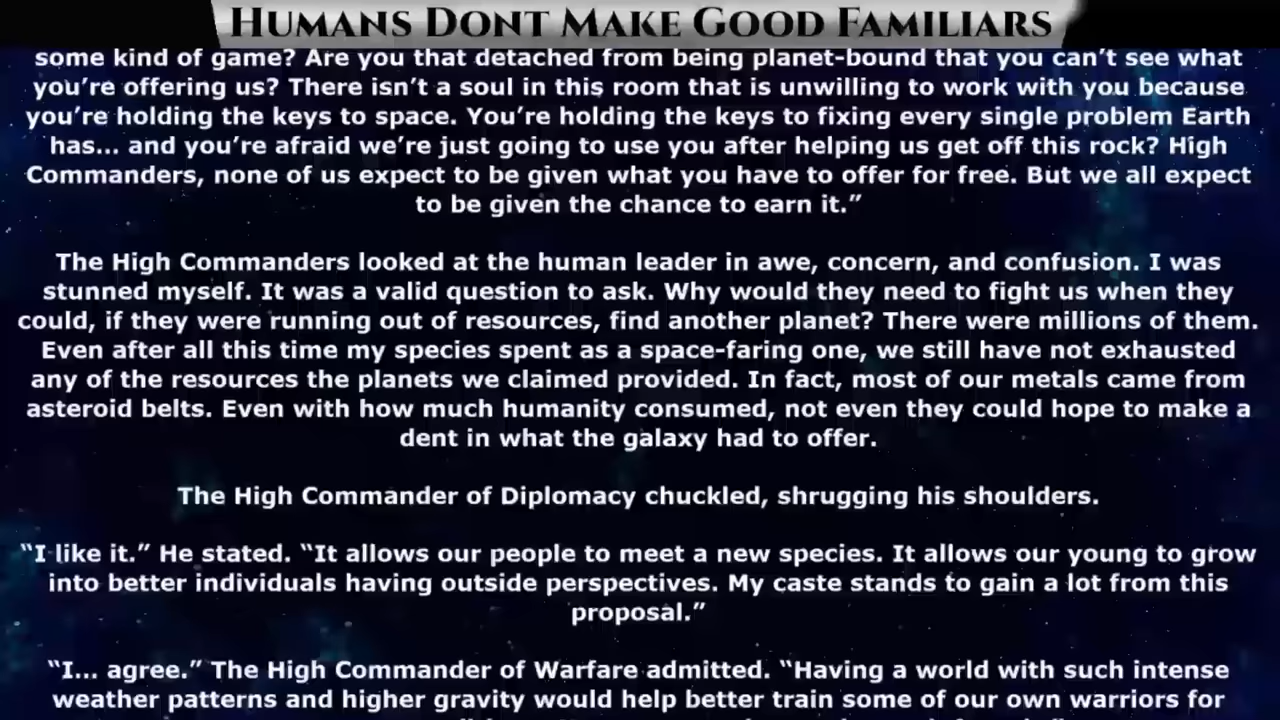 HUMANS DONT MAKE GOOD FAMILIARS
some kind of game? Are you that detached from being planet-bound that you can’t see what
you’re offering us? There isn’t a soul in this room that is unwilling to work with you because
you’re holding the keys to space. You’re holding the keys to fixing every single problem Earth
has... and you’re afraid we’re just going to use you after helping us get off this rock? High
Commanders, none of us expect to be given what you have to offer for free. But we all expect
to be given the chance to earn it.”
The High Commanders looked at the human leader in awe, concern, and confusion. I was
stunned myself. It was a valid question to ask. Why would they need to fight us when they
could, if they were running out of resources, find another planet? There were millions of them.
Even after all this time my species spent as a space-faring one, we still have not exhausted
any of the resources the planets we claimed provided. In fact, most of our metals came from
asteroid belts. Even with how much humanity consumed, not even they could hope to make a
dent in what the galaxy had to offer.
The High Commander of Diplomacy chuckled, shrugging his shoulders.
“I like it.” He stated. “It allows our people to meet a new species. It allows our young to grow
into better individuals having outside perspectives. My caste stands to gain a lot from this
proposal.”
“I... agree.” The High Commander of Warfare admitted. “Having a world with such intense
weather patterns and higher gravity would help better train some of our own warriors for